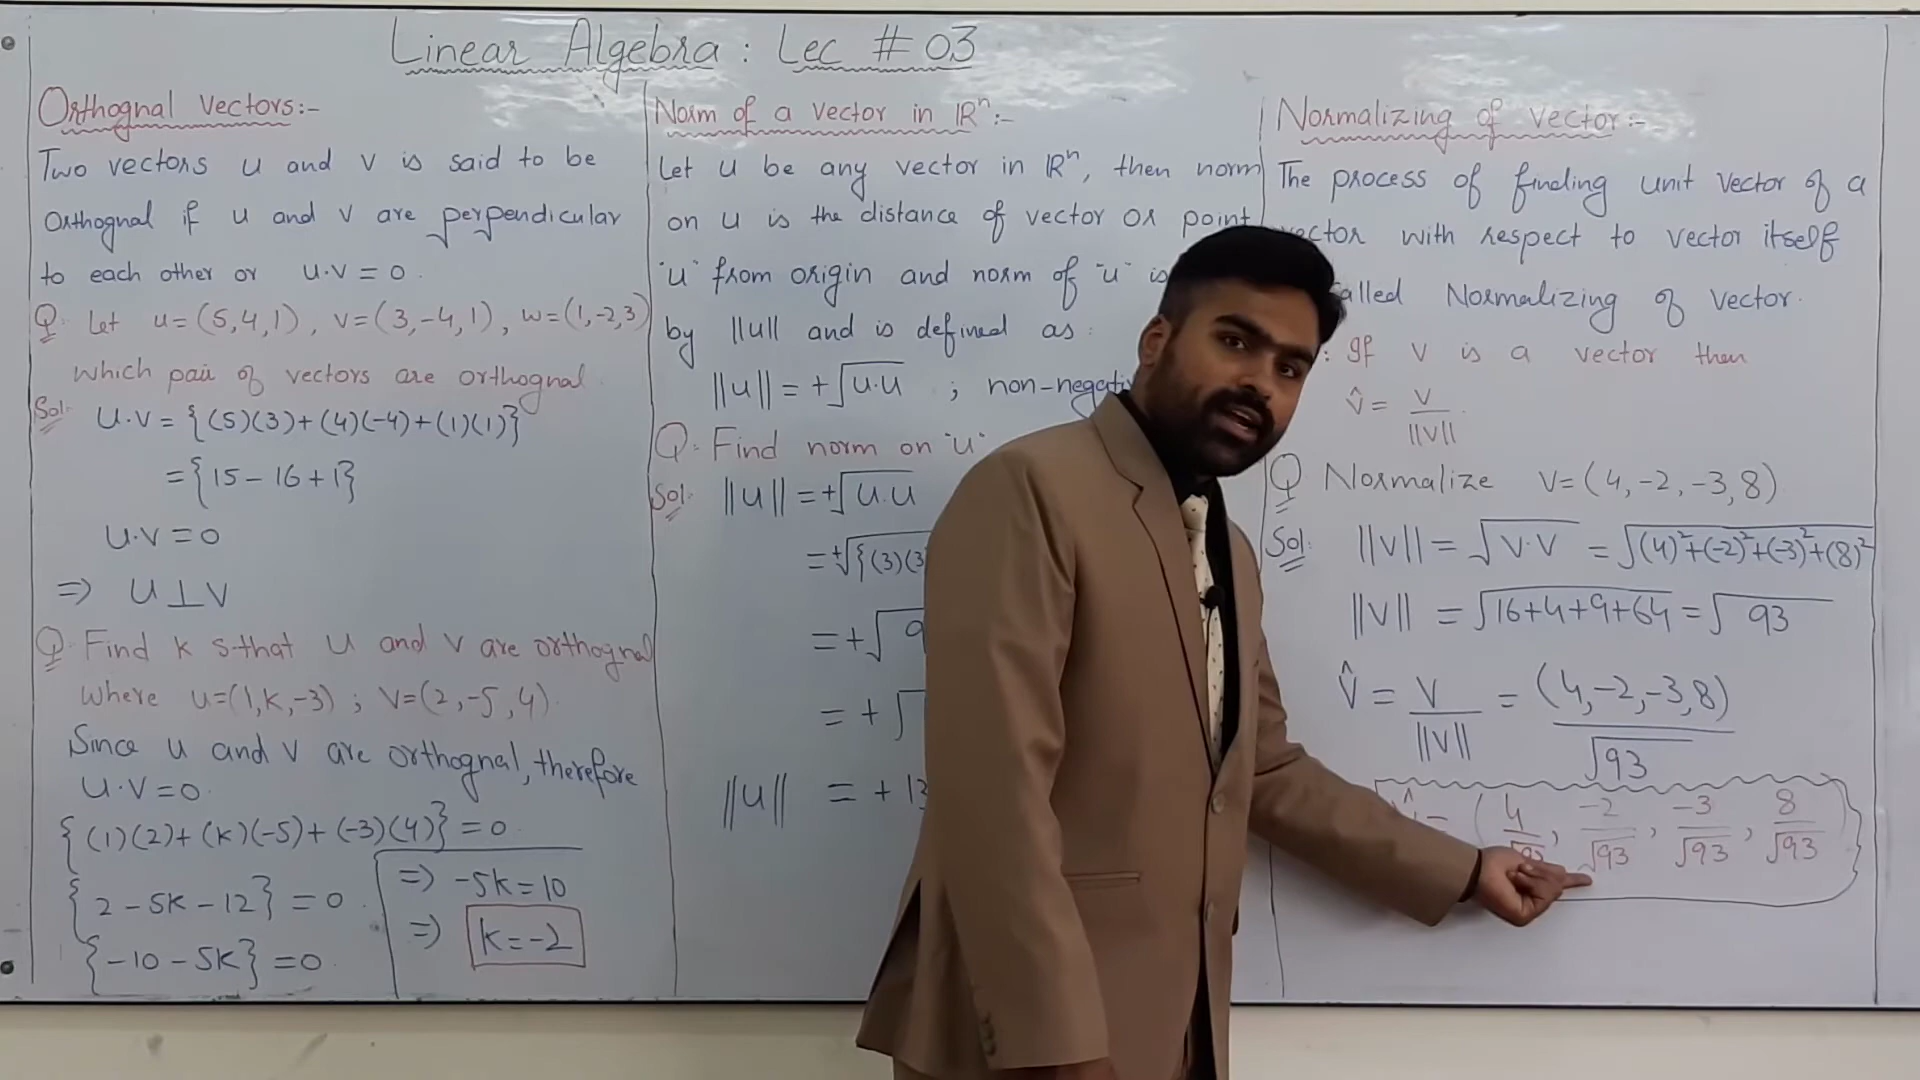 Linear Algebra : Lec # 03
Orthognal Vectors:-
Two vectors u and v is said to be
Orthognal if u and v are perpendicular
to each other or u.v = 0.
Q: Let u=(5,4,1), v=(3,-4,1), w=(1,-2,3)
which pair of vectors are orthognal
Sol: u.v = {(5)(3)+(4)(-4)+(1)(1)}
={15-16+1}
u.v = 0
=> u⊥v
Q: Find k s.that u and v are orthognal
where u=(1,k,-3) ; v=(2,-5,4)
Since u and v are orthognal, therefore
u.v=0.
{(1)(2)+(k)(-5)+(-3)(4)}=0
{2-5k-12}=0
{-10-5k}=0
=> -5k=10
=> k=-2
Norm of a vector in ℝⁿ:-
Let u be any vector in ℝⁿ, then norm
on u is the distance of vector or point
"u" from origin and norm of "u" is
by ||u|| and is defined as :
||u|| = +√u.u ; non-negativ
Q: Find norm on "u"
Sol: ||u|| = +√u.u
= +√{(3)(3
= +√9
= +√
||u|| = + 13
Normalizing of vector:-
The process of finding unit vector of a
vector with respect to vector itself
called Normalizing of vector.
: If v is a vector then
v̂ = v/||v||
Q Normalize v=(4,-2,-3,8)
Sol: ||v|| = √v.v = √(4)²+(-2)²+(-3)²+(8)²
||v|| = √16+4+9+64 = √93
v̂ = v/||v|| = (4,-2,-3,8)/√93
v̂ = (4/√93, -2/√93, -3/√93, 8/√93